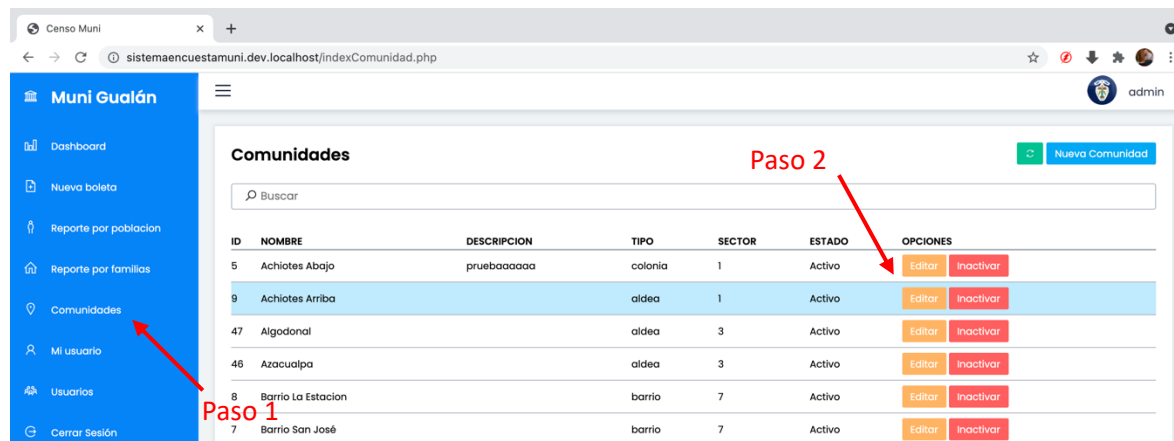 Censo Muni
sistemaencuestamuni.dev.localhost/indexComunidad.php
Muni Gualán
admin
Dashboard
Nueva boleta
Reporte por poblacion
Reporte por familias
Comunidades
Mi usuario
Usuarios
Cerrar Sesión
Paso 1
Comunidades
Paso 2
Nueva Comunidad
Buscar
ID NOMBRE DESCRIPCION TIPO SECTOR ESTADO OPCIONES
5 Achiotes Abajo pruebaaaaaa colonia 1 Activo Editar Inactivar
9 Achiotes Arriba aldea 1 Activo Editar Inactivar
47 Algodonal aldea 3 Activo Editar Inactivar
46 Azacualpa aldea 3 Activo Editar Inactivar
8 Barrio La Estacion barrio 7 Activo Editar Inactivar
7 Barrio San José barrio 7 Activo Editar Inactivar